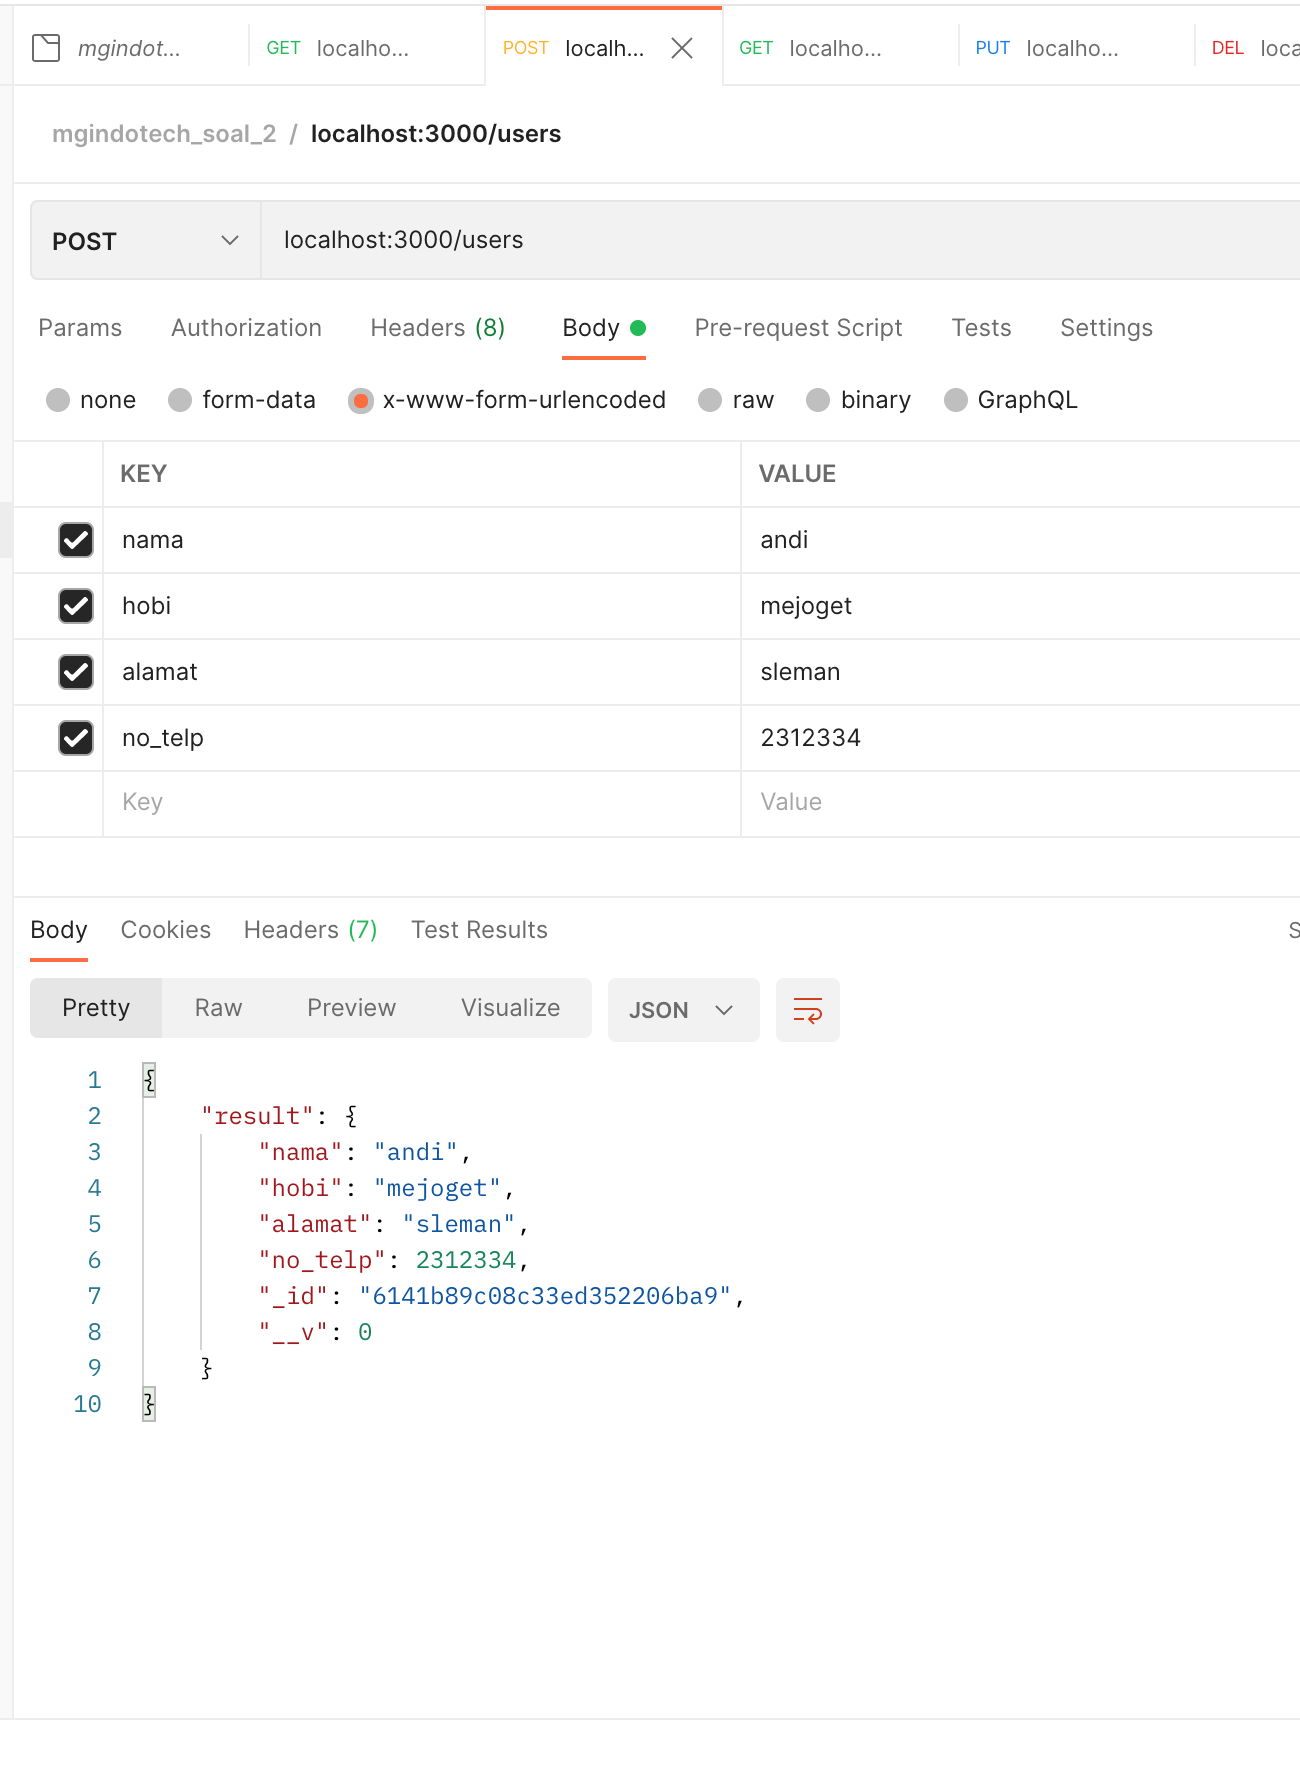 mgindot... GET localho... POST localh... GET localho... PUT localho... DEL loca
mgindotech_soal_2 / localhost:3000/users
POST localhost:3000/users
Params Authorization Headers (8) Body Pre-request Script Tests Settings
none form-data x-www-form-urlencoded raw binary GraphQL
KEY VALUE
nama andi
hobi mejoget
alamat sleman
no_telp 2312334
Key Value
Body Cookies Headers (7) Test Results S
Pretty Raw Preview Visualize JSON
1 {
2 "result": {
3 "nama": "andi",
4 "hobi": "mejoget",
5 "alamat": "sleman",
6 "no_telp": 2312334,
7 "_id": "6141b89c08c33ed352206ba9",
8 "__v": 0
9 }
10 }